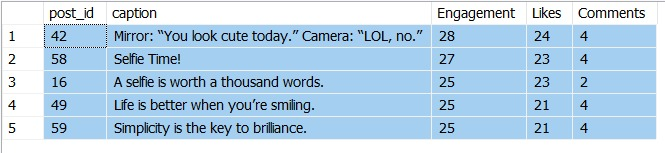 post_id caption Engagement Likes Comments
1 42 Mirror: “You look cute today.” Camera: “LOL, no.” 28 24 4
2 58 Selfie Time! 27 23 4
3 16 A selfie is worth a thousand words. 25 23 2
4 49 Life is better when you’re smiling. 25 21 4
5 59 Simplicity is the key to brilliance. 25 21 4